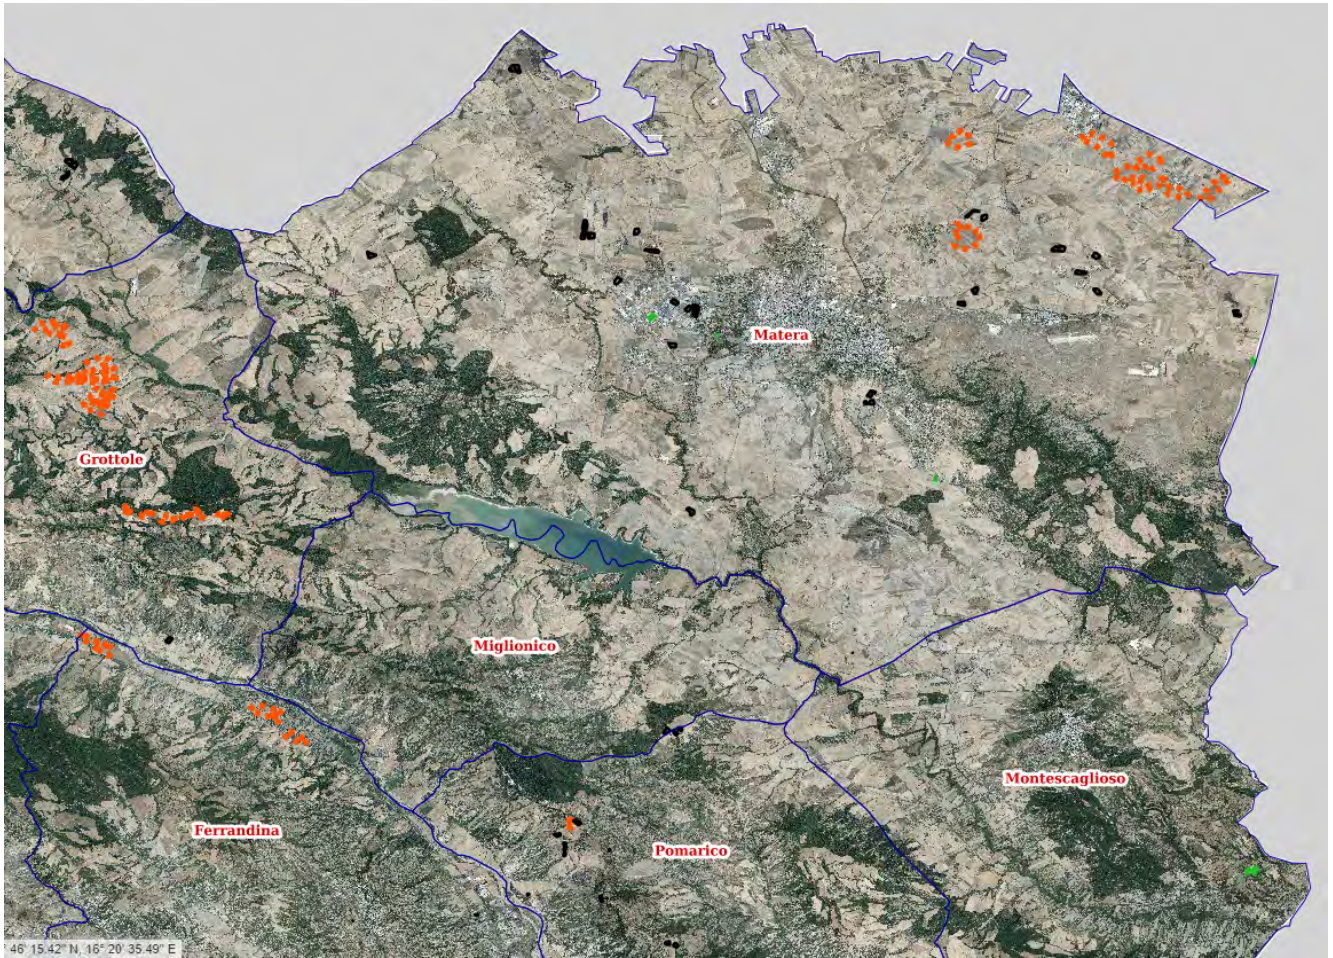 Matera
Grottole
Miglionico
Montescaglioso
Ferrandina
Pomarico
46' 15.42" N, 16° 20' 35.49" E